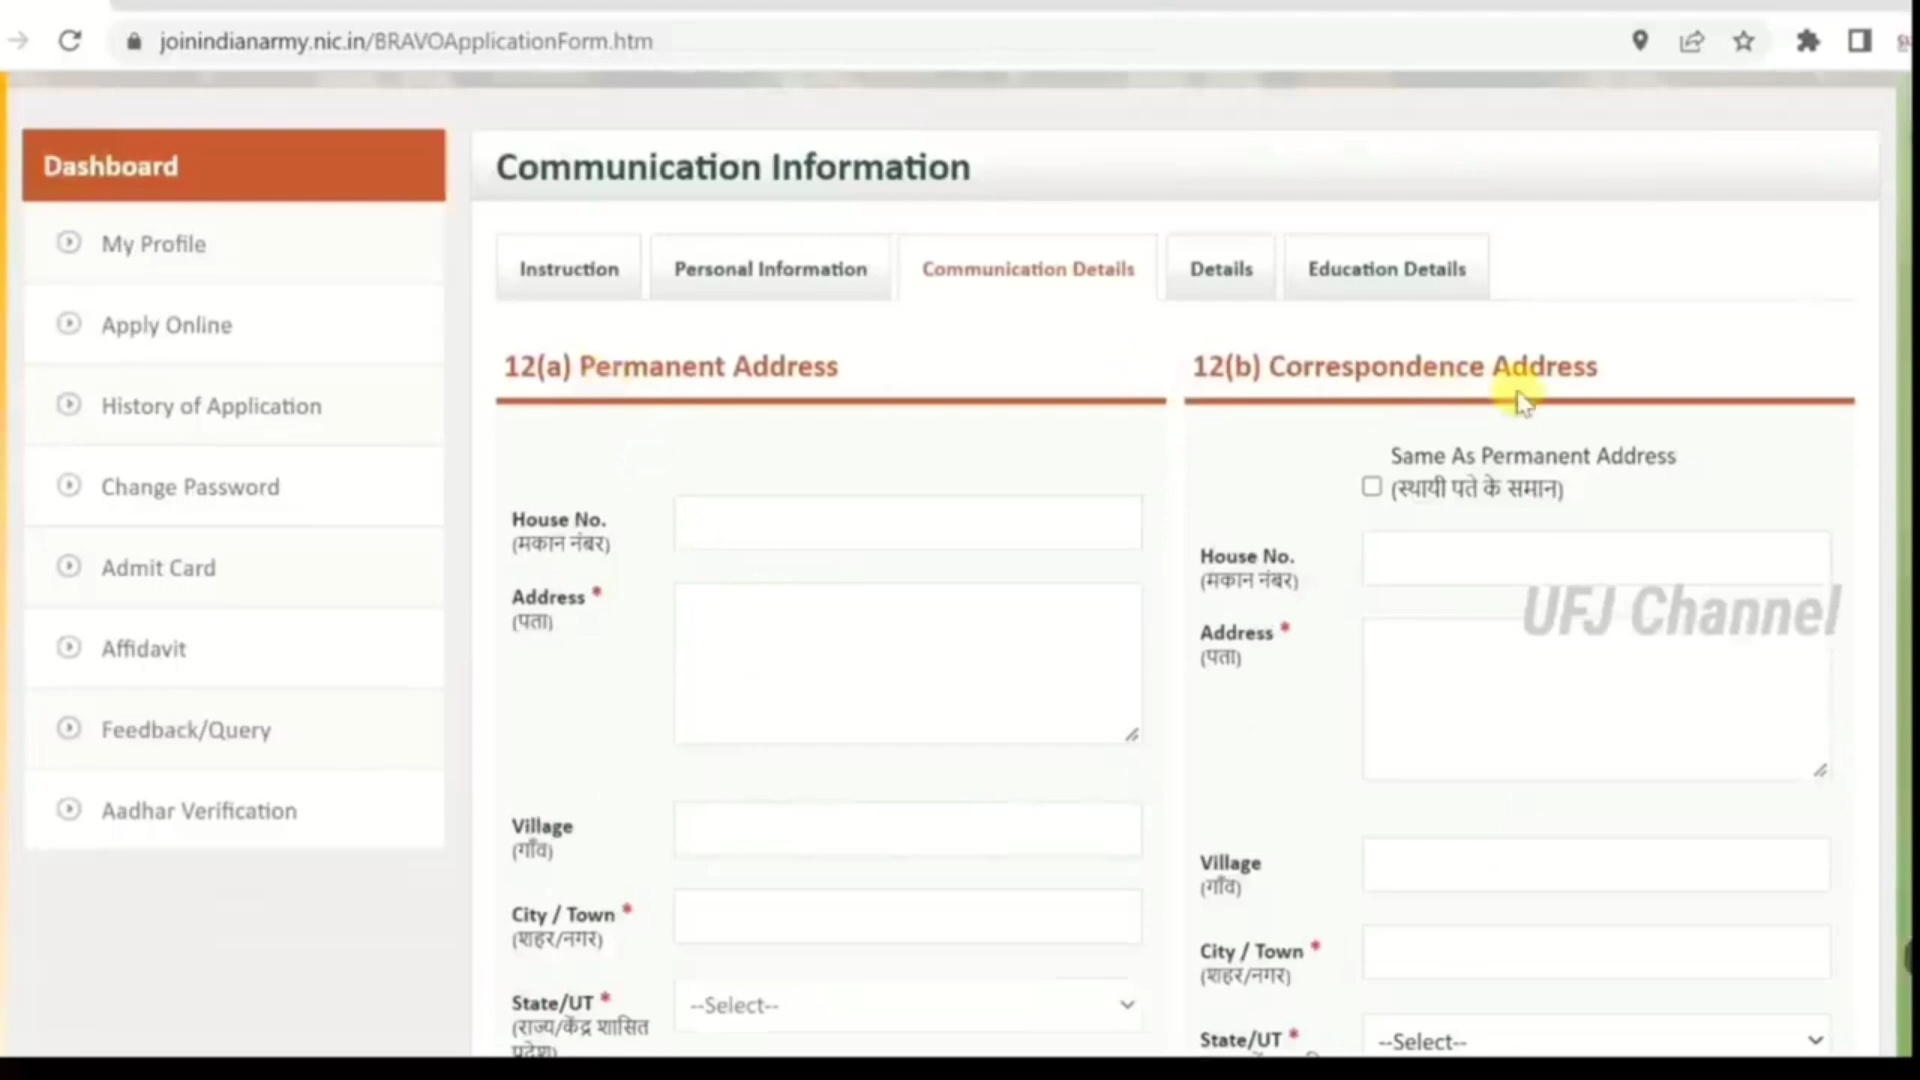 joinindianarmy.nic.in/BRAVOApplicationForm.htm
Dashboard
My Profile
Apply Online
History of Application
Change Password
Admit Card
Affidavit
Feedback/Query
Aadhar Verification
Communication Information
Instruction
Personal Information
Communication Details
Details
Education Details
12(a) Permanent Address
House No.
(मकान नंबर)
Address *
(पता)
Village
(गाँव)
City / Town *
(शहर/नगर)
State/UT *
(राज्य/केंद्र शासित
प्रदेश)
--Select--
12(b) Correspondence Address
Same As Permanent Address
(स्थायी पते के समान)
House No.
(मकान नंबर)
Address *
(पता)
Village
(गाँव)
City / Town *
(शहर/नगर)
State/UT *
--Select--
UFJ Channel